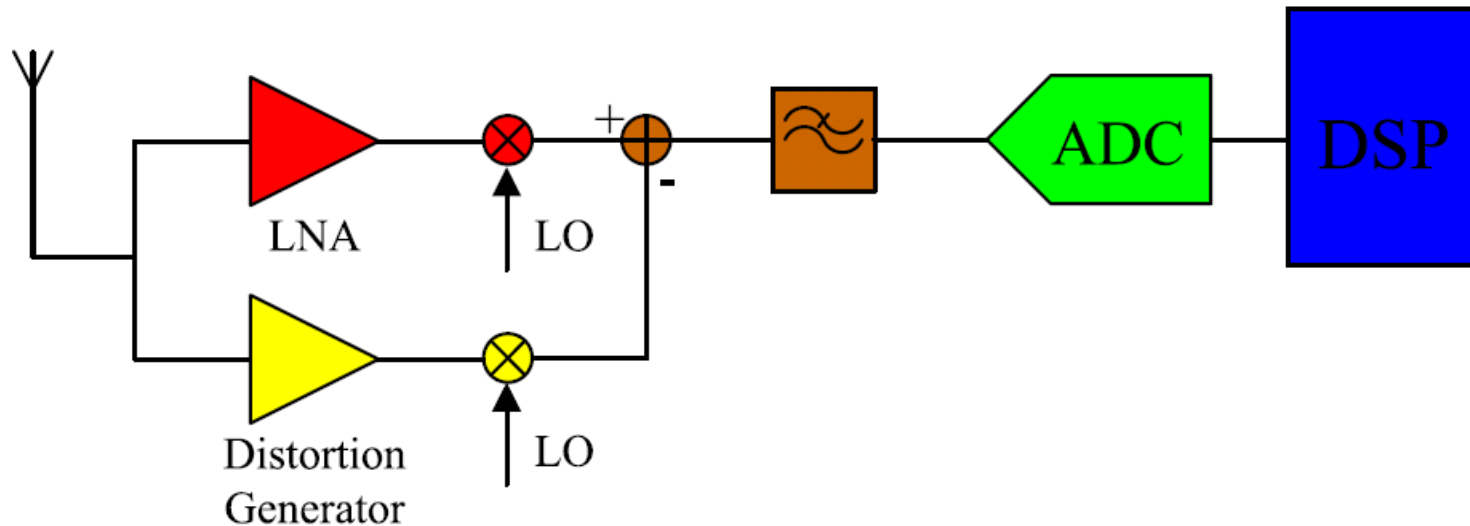 +
-
LNA
LO
ADC
DSP
Distortion
Generator
LO